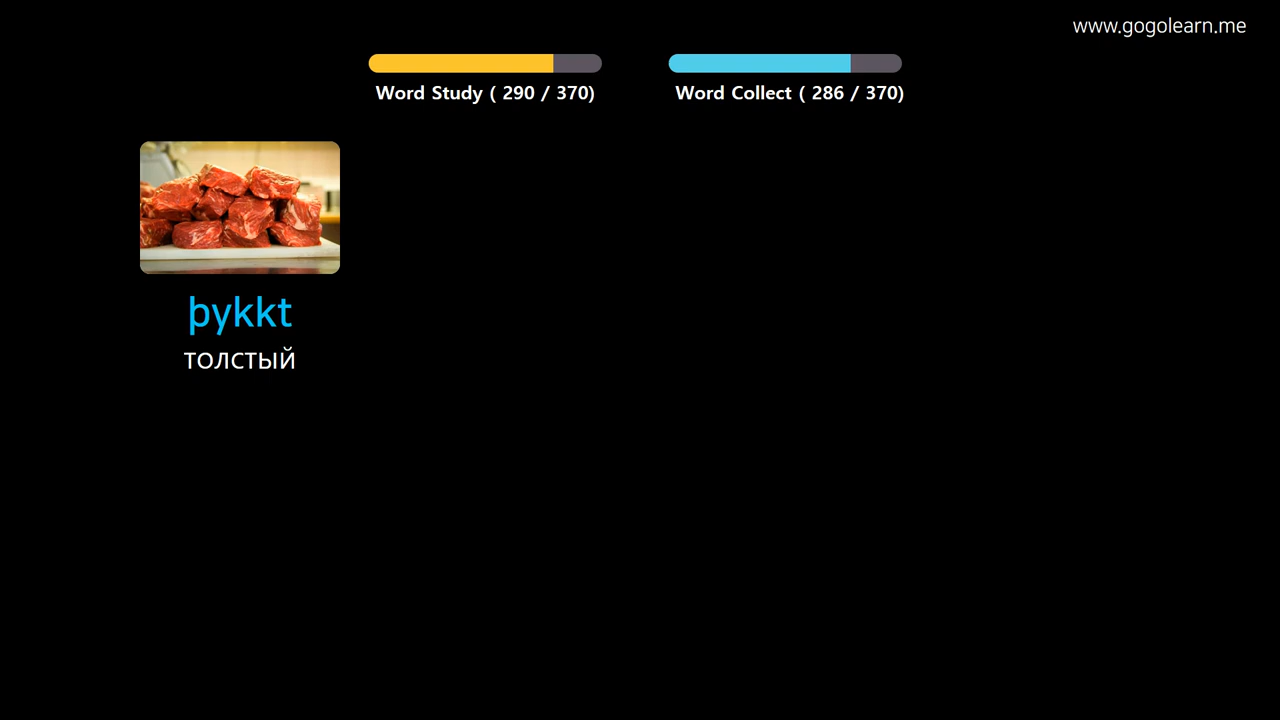 www.gogolearn.me
Word Study ( 290 / 370)
Word Collect ( 286 / 370)
þykkt
толстый